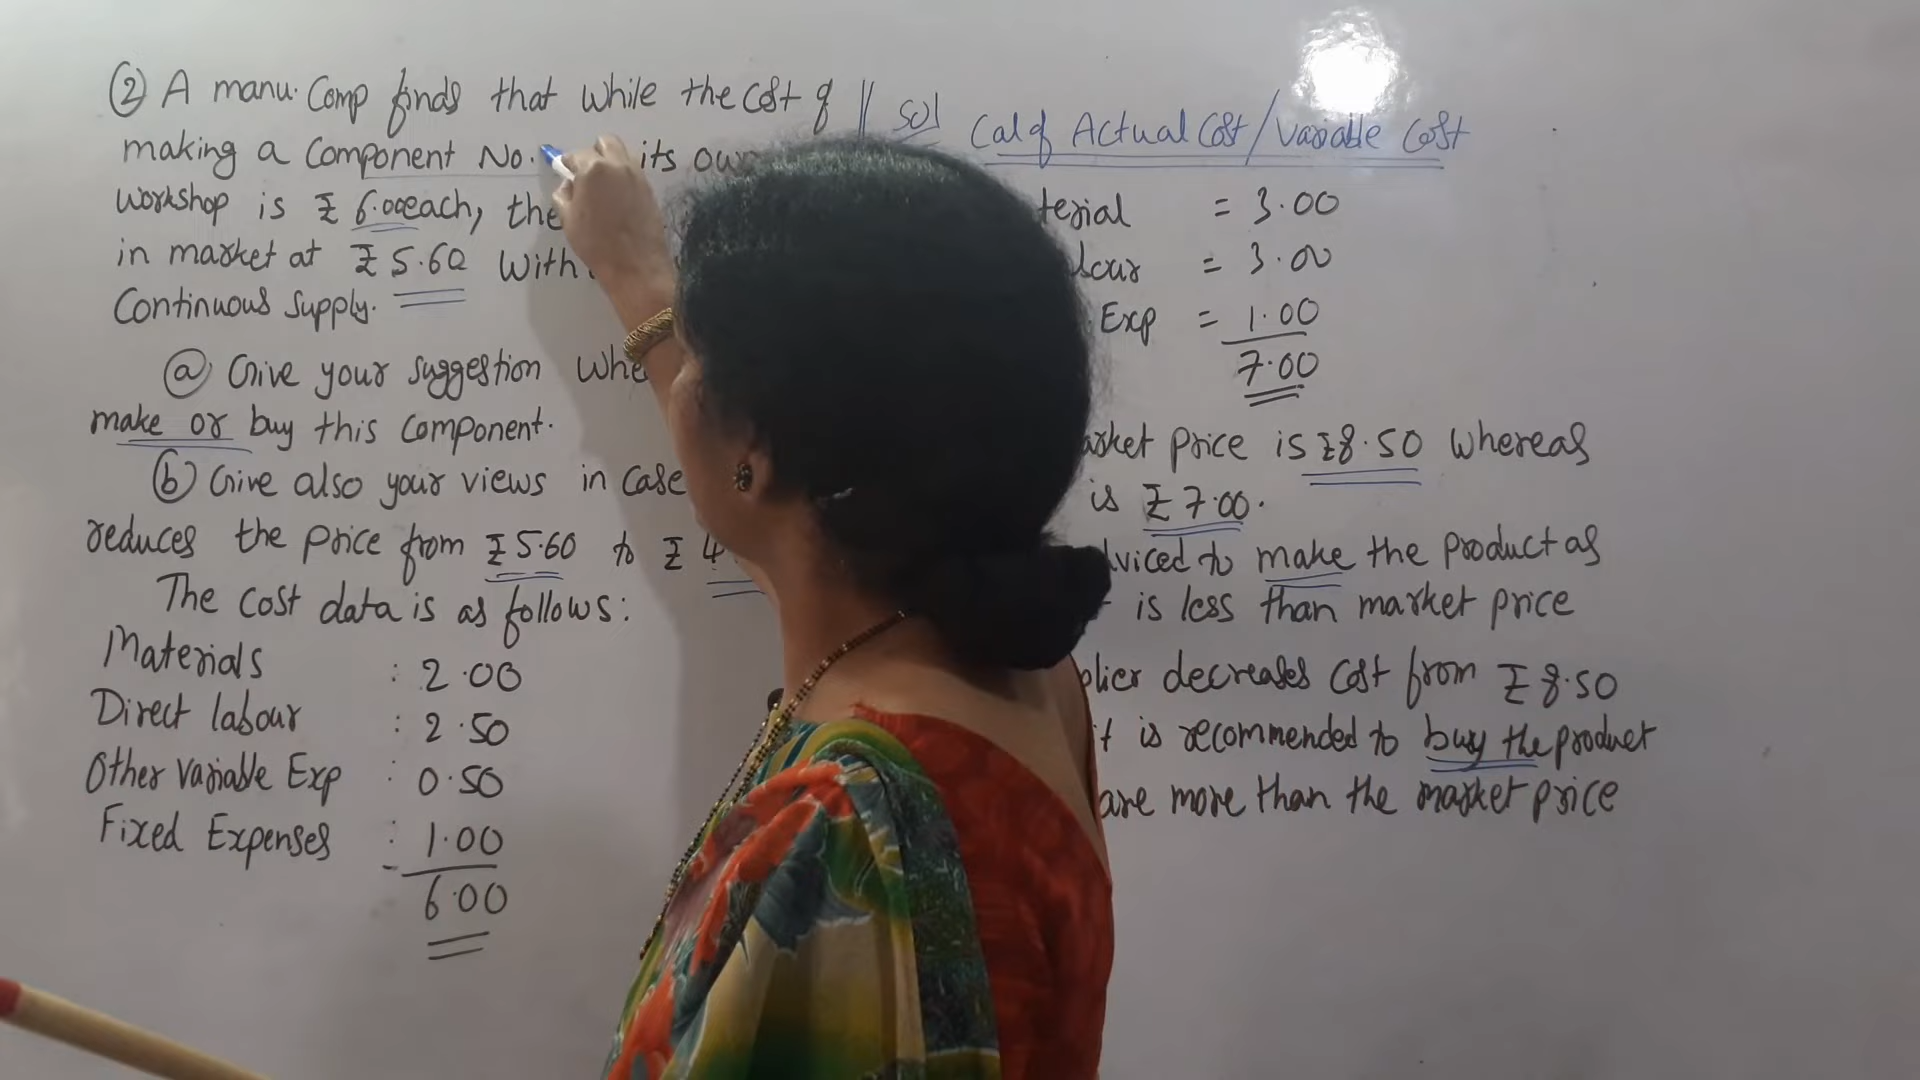 ② A manu. Comp finds that while the cost of
making a Component No. its own
workshop is ₹ 6.00 each, the
in market at ₹ 5.60 with
Continuous Supply.
ⓐ Give your suggestion whe
make or buy this Component.
ⓑ Give also your views in case
reduces the price from ₹ 5.60 to ₹ 4
The cost data is as follows:
Materials : 2.00
Direct labour : 2.50
Other variable Exp : 0.50
Fixed Expenses : 1.00
6.00
Sol
Cal of Actual Cost/Variable Cost
terial = 3.00
bour = 3.00
Exp = 1.00
7.00
arket price is ₹ 8.50 whereas
is ₹ 7.00.
dviced to make the product as
is less than market price
plier decreases cost from ₹ 8.50
it is recommended to buy the product
are more than the market price